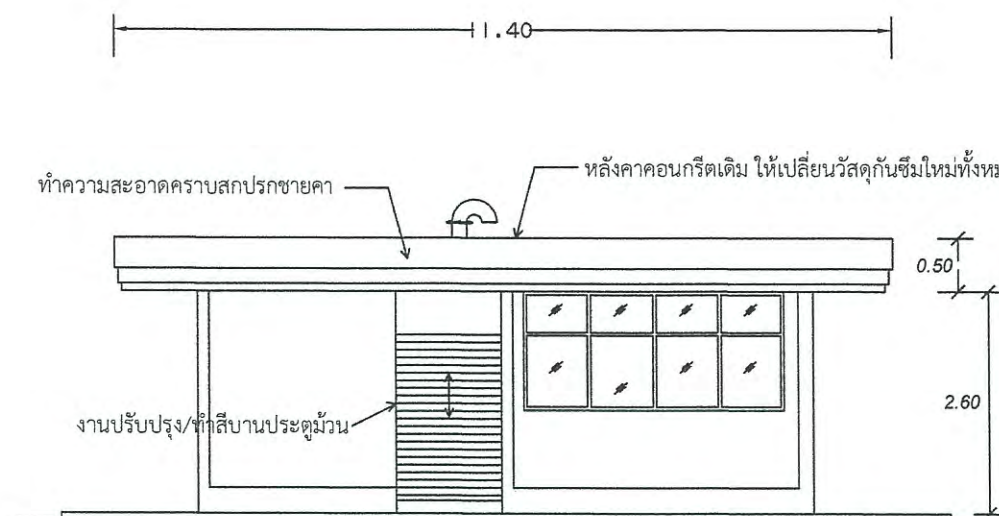 11.40
หลังคาคอนกรีตเดิม ให้เปลี่ยนวัสดุกันซึมใหม่
ทำความสะอาดคราบสกปรกชายคา
0.50
2.60
งานปรับปรุง/ทำสีบานประตูม้วน